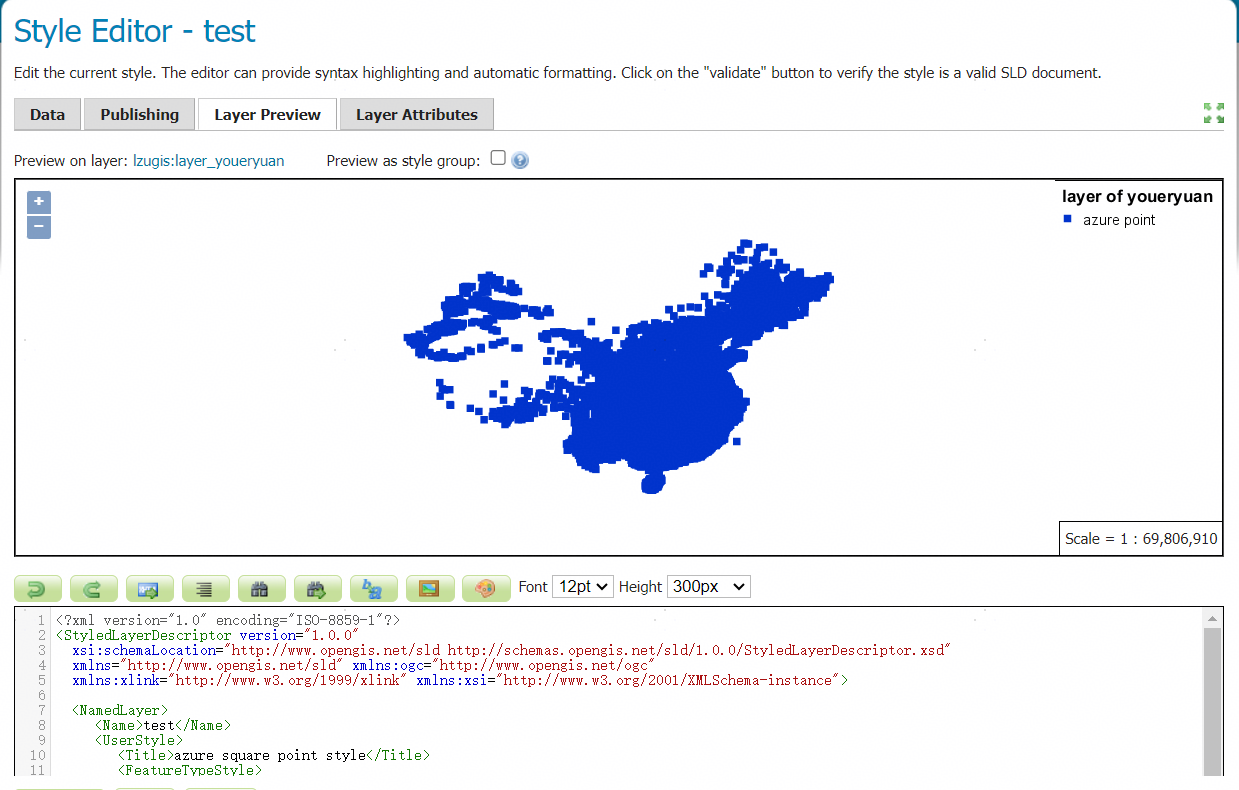 Style Editor - test
Edit the current style. The editor can provide syntax highlighting and automatic formatting. Click on the "validate" button to verify the style is a valid SLD document.
Data Publishing Layer Preview Layer Attributes
Preview on layer: lzugis:layer_youeryuan Preview as style group:
+
−
layer of youeryuan
azure point
Scale = 1 : 69,806,910
Font 12pt Height 300px
1 <?xml version="1.0" encoding="ISO-8859-1"?>
2 <StyledLayerDescriptor version="1.0.0"
3 xsi:schemaLocation="http://www.opengis.net/sld http://schemas.opengis.net/sld/1.0.0/StyledLayerDescriptor.xsd"
4 xmlns="http://www.opengis.net/sld" xmlns:ogc="http://www.opengis.net/ogc"
5 xmlns:xlink="http://www.w3.org/1999/xlink" xmlns:xsi="http://www.w3.org/2001/XMLSchema-instance">
6
7 <NamedLayer>
8 <Name>test</Name>
9 <UserStyle>
10 <Title>azure square point style</Title>
11 <FeatureTypeStyle>